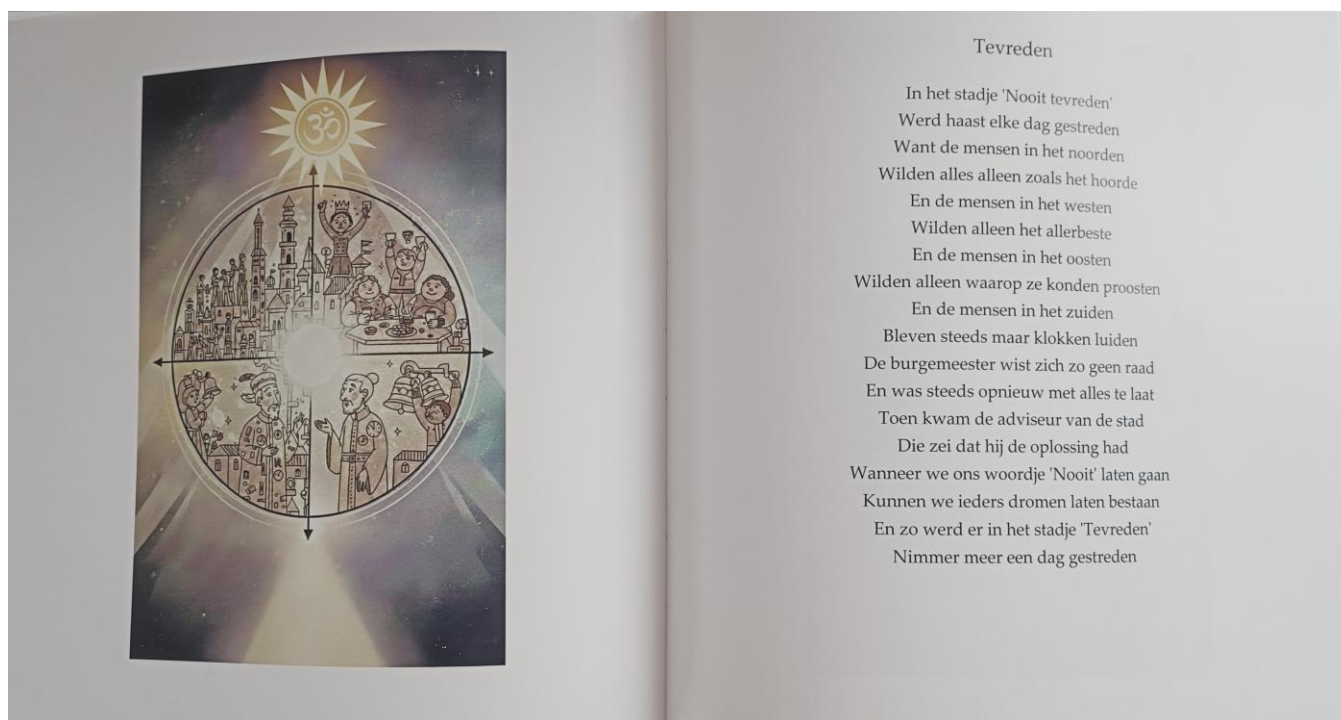 ॐ
Tevreden
In het stadje 'Nooit tevreden'
Werd haast elke dag gestreden
Want de mensen in het noorden
Wilden alles alleen zoals het hoorde
En de mensen in het westen
Wilden alleen het allerbeste
En de mensen in het oosten
Wilden alleen waarop ze konden proosten
En de mensen in het zuiden
Bleven steeds maar klokken luiden
De burgemeester wist zich zo geen raad
En was steeds opnieuw met alles te laat
Toen kwam de adviseur van de stad
Die zei dat hij de oplossing had
Wanneer we ons woordje 'Nooit' laten gaan
Kunnen we ieders dromen laten bestaan
En zo werd er in het stadje 'Tevreden'
Nimmer meer een dag gestreden